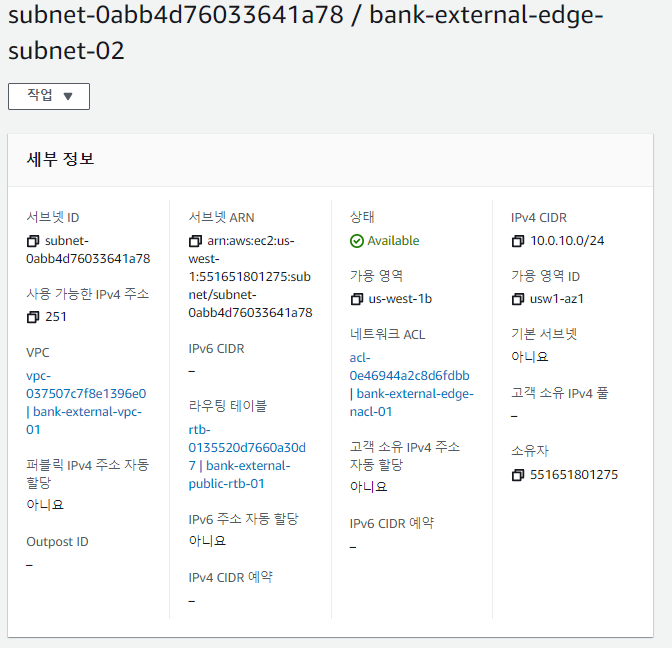 subnet-0abb4d76033641a78 / bank-external-edge-
subnet-02
작업 ▼
세부 정보
서브넷 ID
subnet-
0abb4d76033641a78
사용 가능한 IPv4 주소
251
VPC
vpc-
037507c7f8e1396e0
| bank-external-vpc-
01
퍼블릭 IPv4 주소 자동
할당
아니요
Outpost ID
–
서브넷 ARN
arn:aws:ec2:us-
west-
1:551651801275:sub
net/subnet-
0abb4d76033641a78
IPv6 CIDR
–
라우팅 테이블
rtb-
0135520d7660a30d
7 | bank-external-
public-rtb-01
IPv6 주소 자동 할당
아니요
IPv4 CIDR 예약
–
상태
Available
가용 영역
us-west-1b
네트워크 ACL
acl-
0e46944a2c8d6fdbb
| bank-external-edge-
nacl-01
고객 소유 IPv4 주소
자동 할당
아니요
IPv6 CIDR 예약
–
IPv4 CIDR
10.0.10.0/24
가용 영역 ID
usw1-az1
기본 서브넷
아니요
고객 소유 IPv4 풀
–
소유자
551651801275